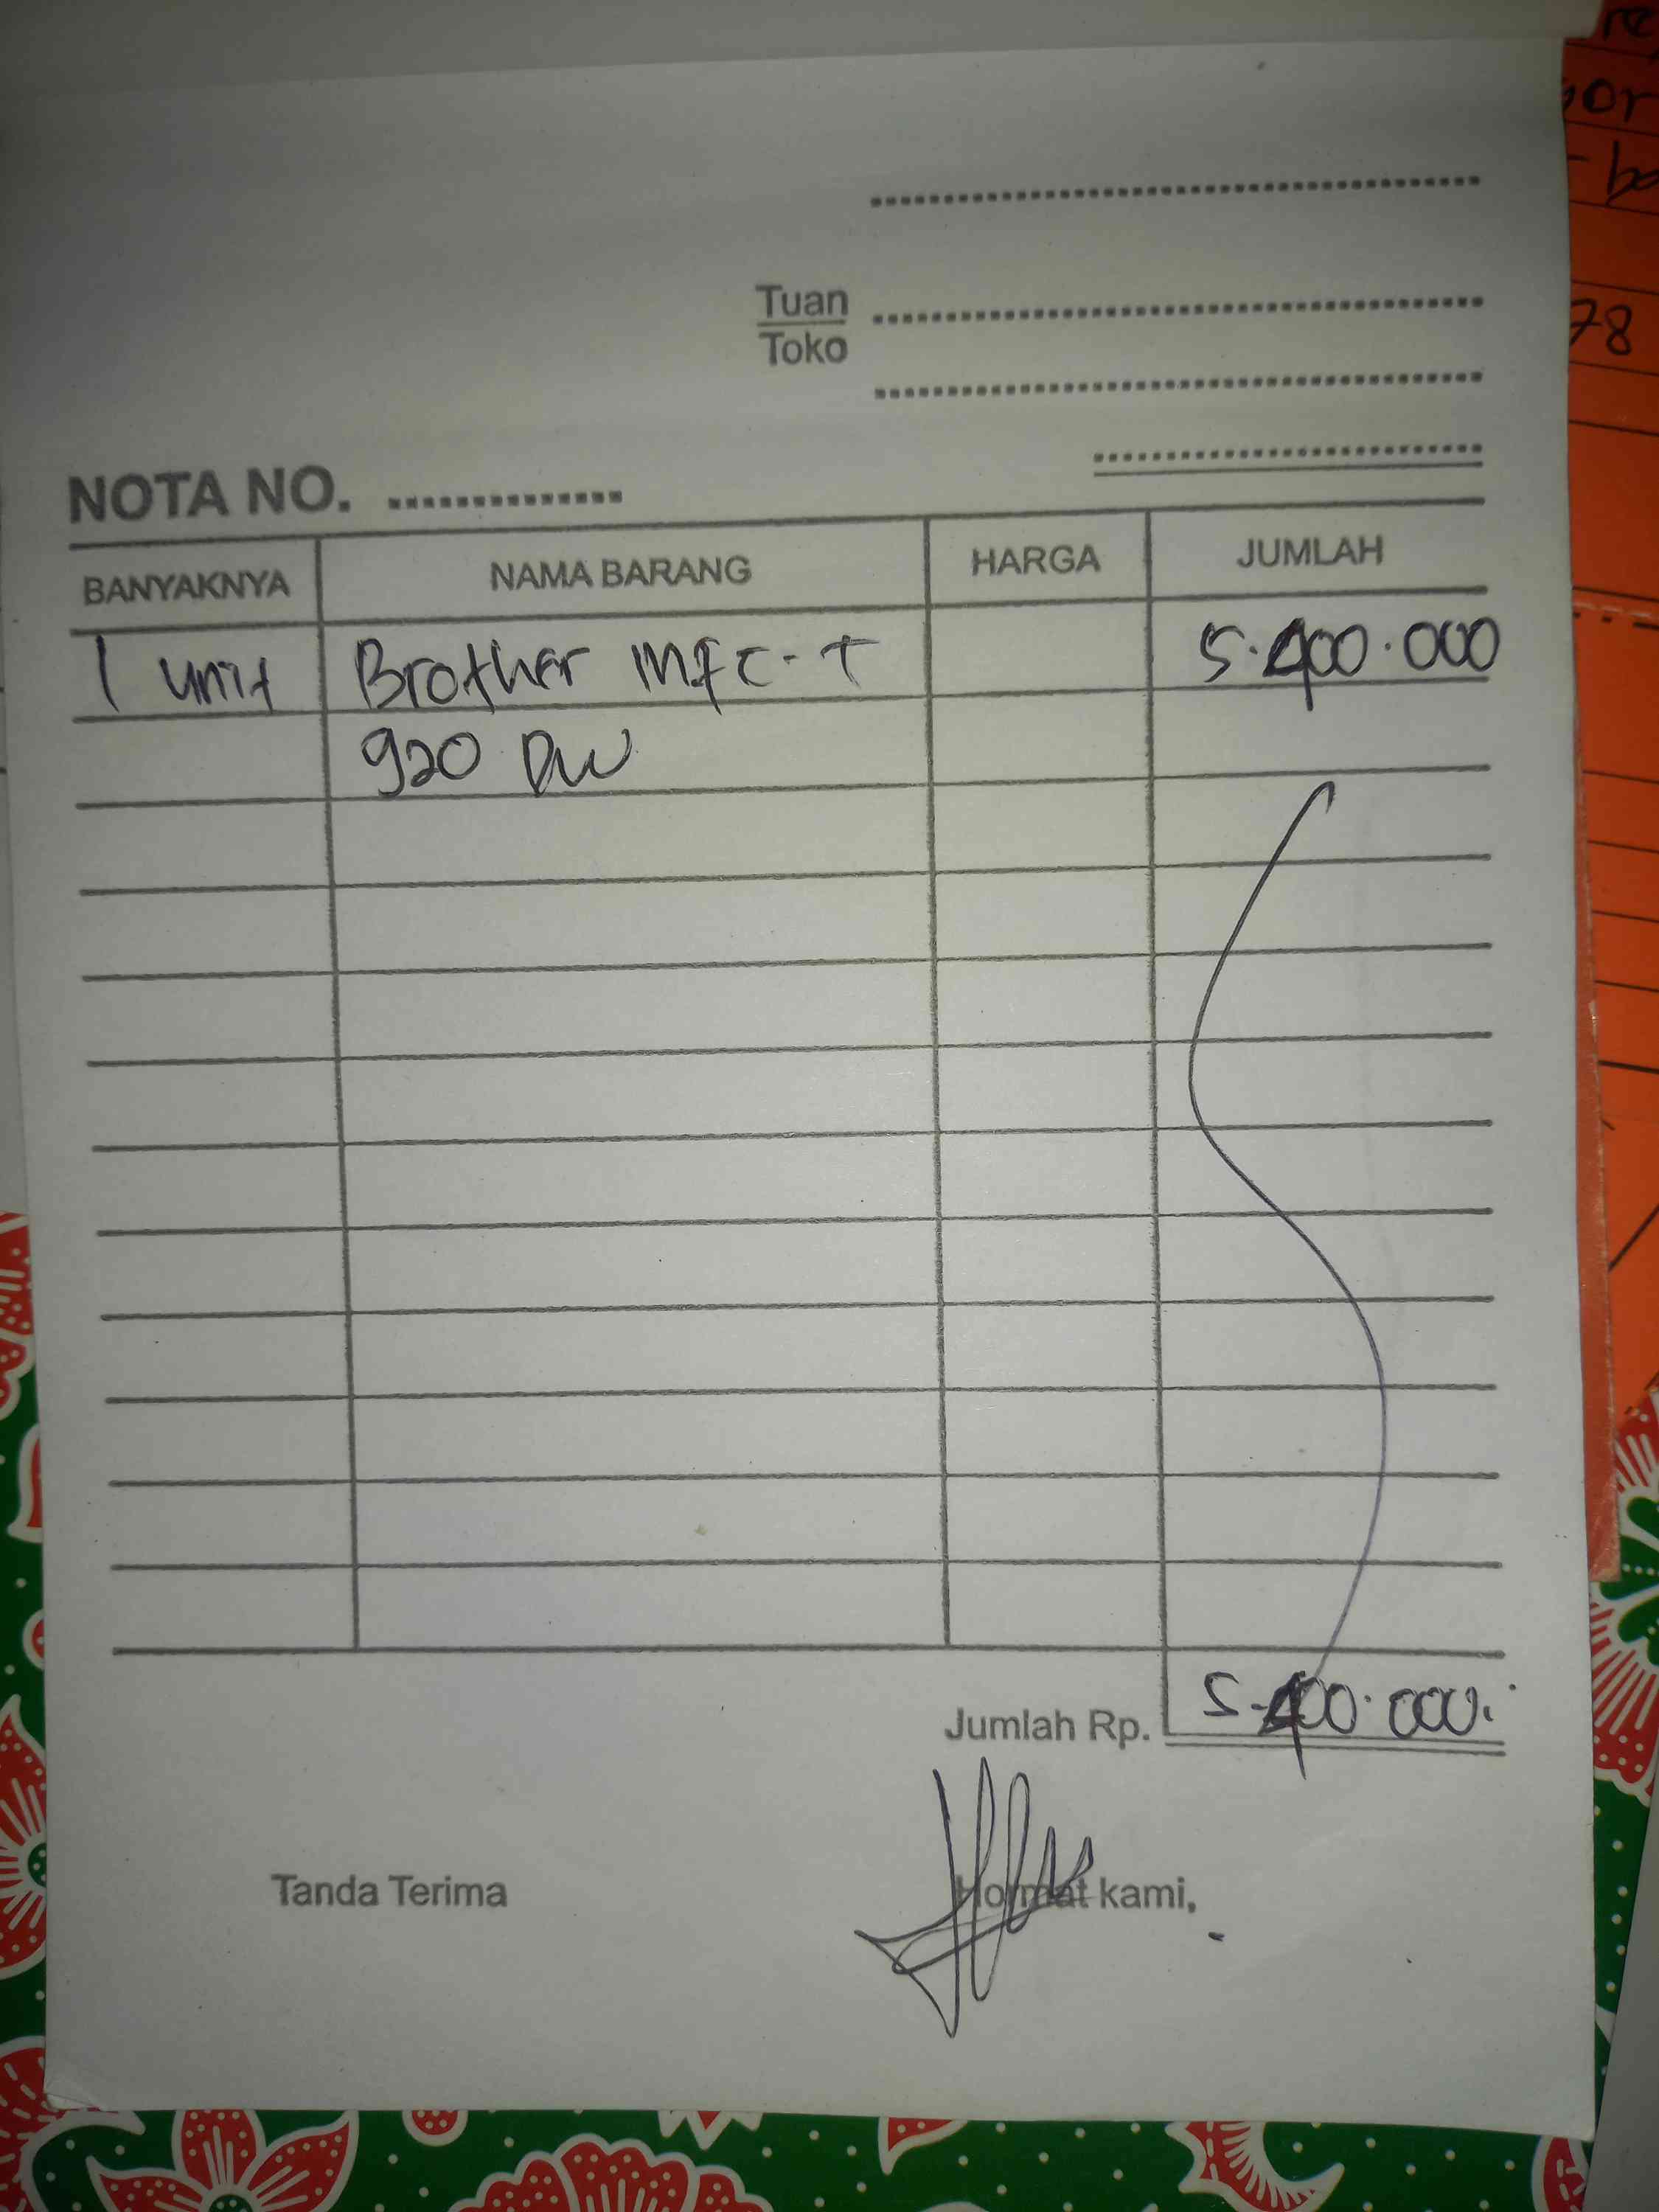 Tuan
Toko
NOTA NO.
BANYAKNYA NAMA BARANG HARGA JUMLAH
1 unit Brother MFC-T 5.400.000
920 DW
Jumlah Rp. 5.400.000
Tanda Terima Hormat kami,
78